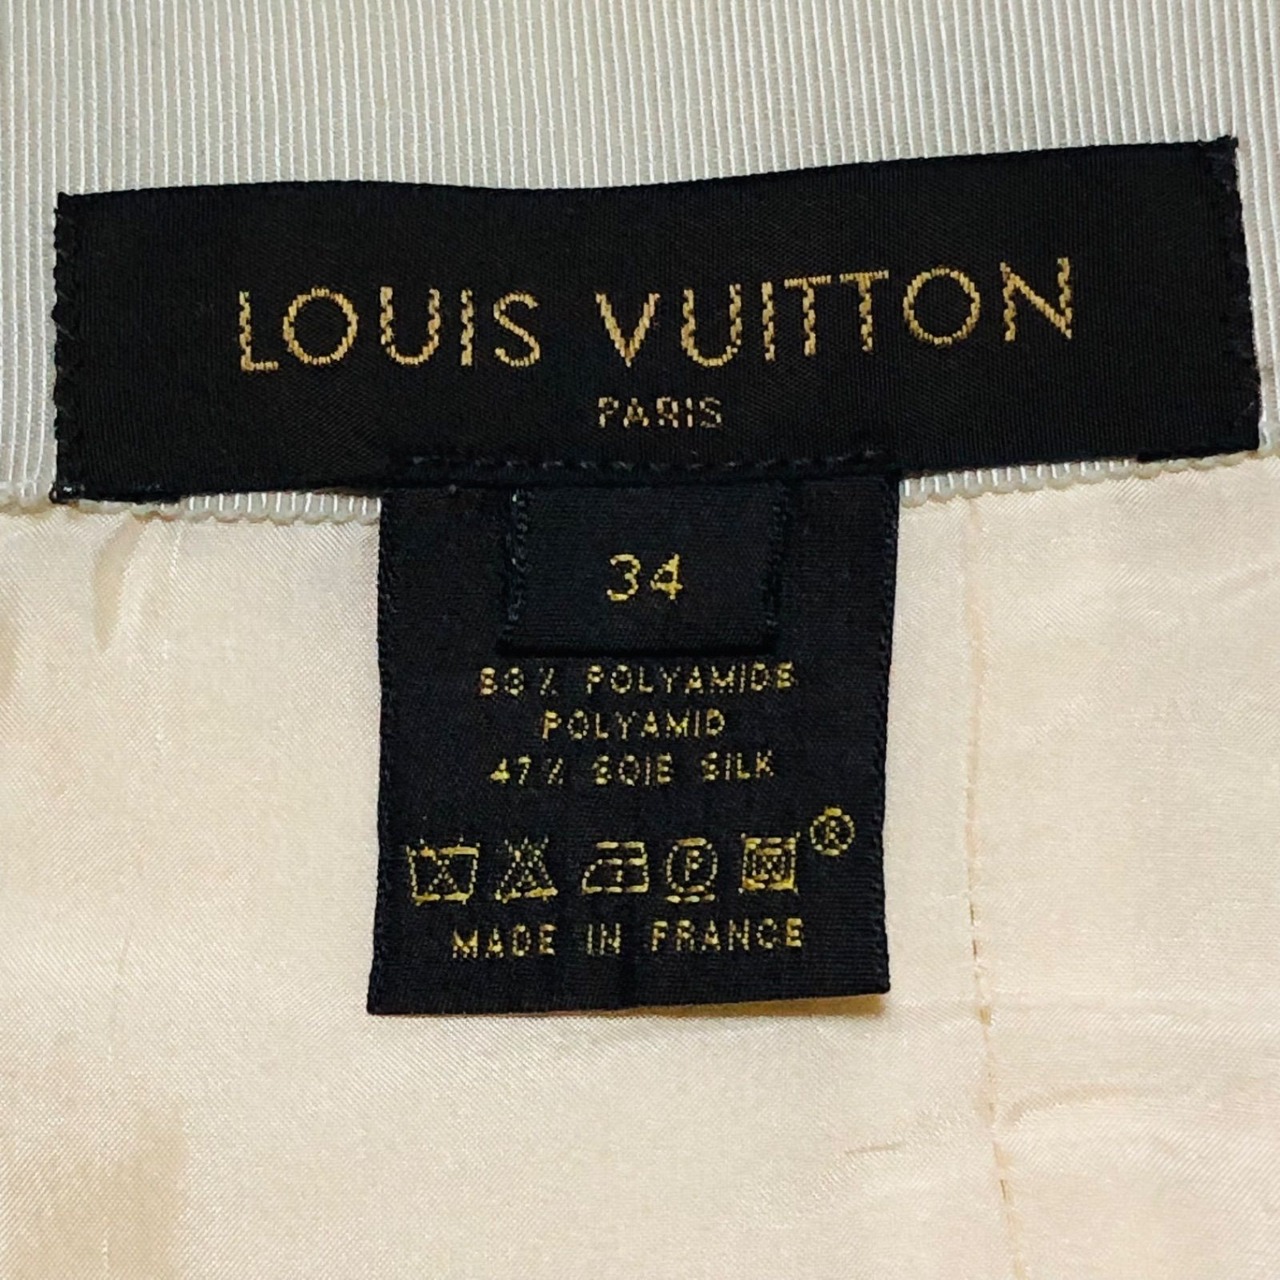 LOUIS VUITTON
PARIS
34
53% POLYAMIDE
POLYAMID
47% SOIE SILK
P
®
MADE IN FRANCE